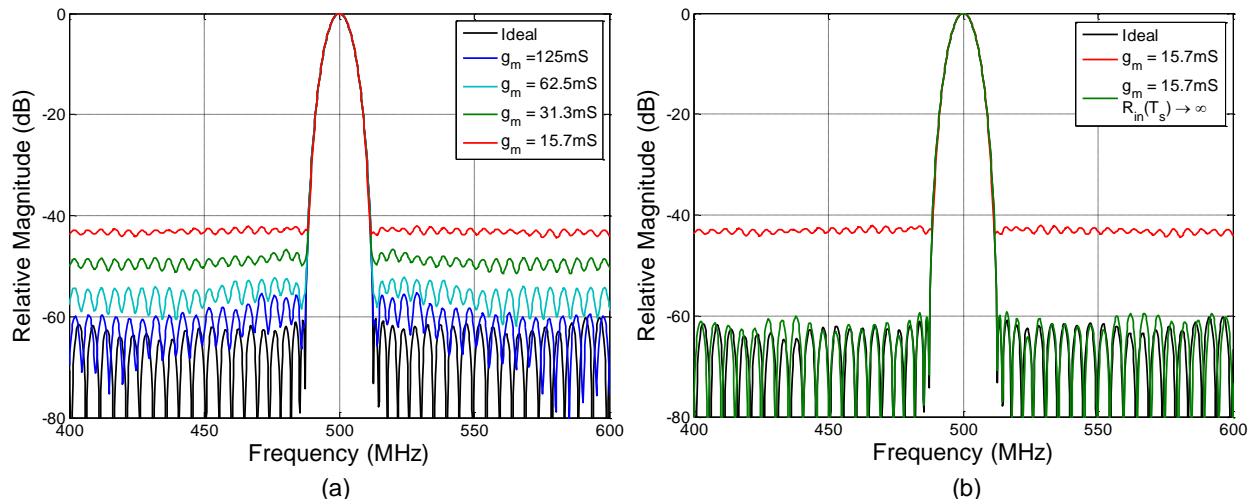 0
-20
-40
-60
-80
Relative Magnitude (dB)
400
450
500
550
600
Frequency (MHz)
Ideal
g_m =125mS
g_m = 62.5mS
g_m = 31.3mS
g_m = 15.7mS
(a)
0
-20
-40
-60
-80
Relative Magnitude (dB)
400
450
500
550
600
Frequency (MHz)
Ideal
g_m = 15.7mS
g_m = 15.7mS
R_in(T_s) → ∞
(b)